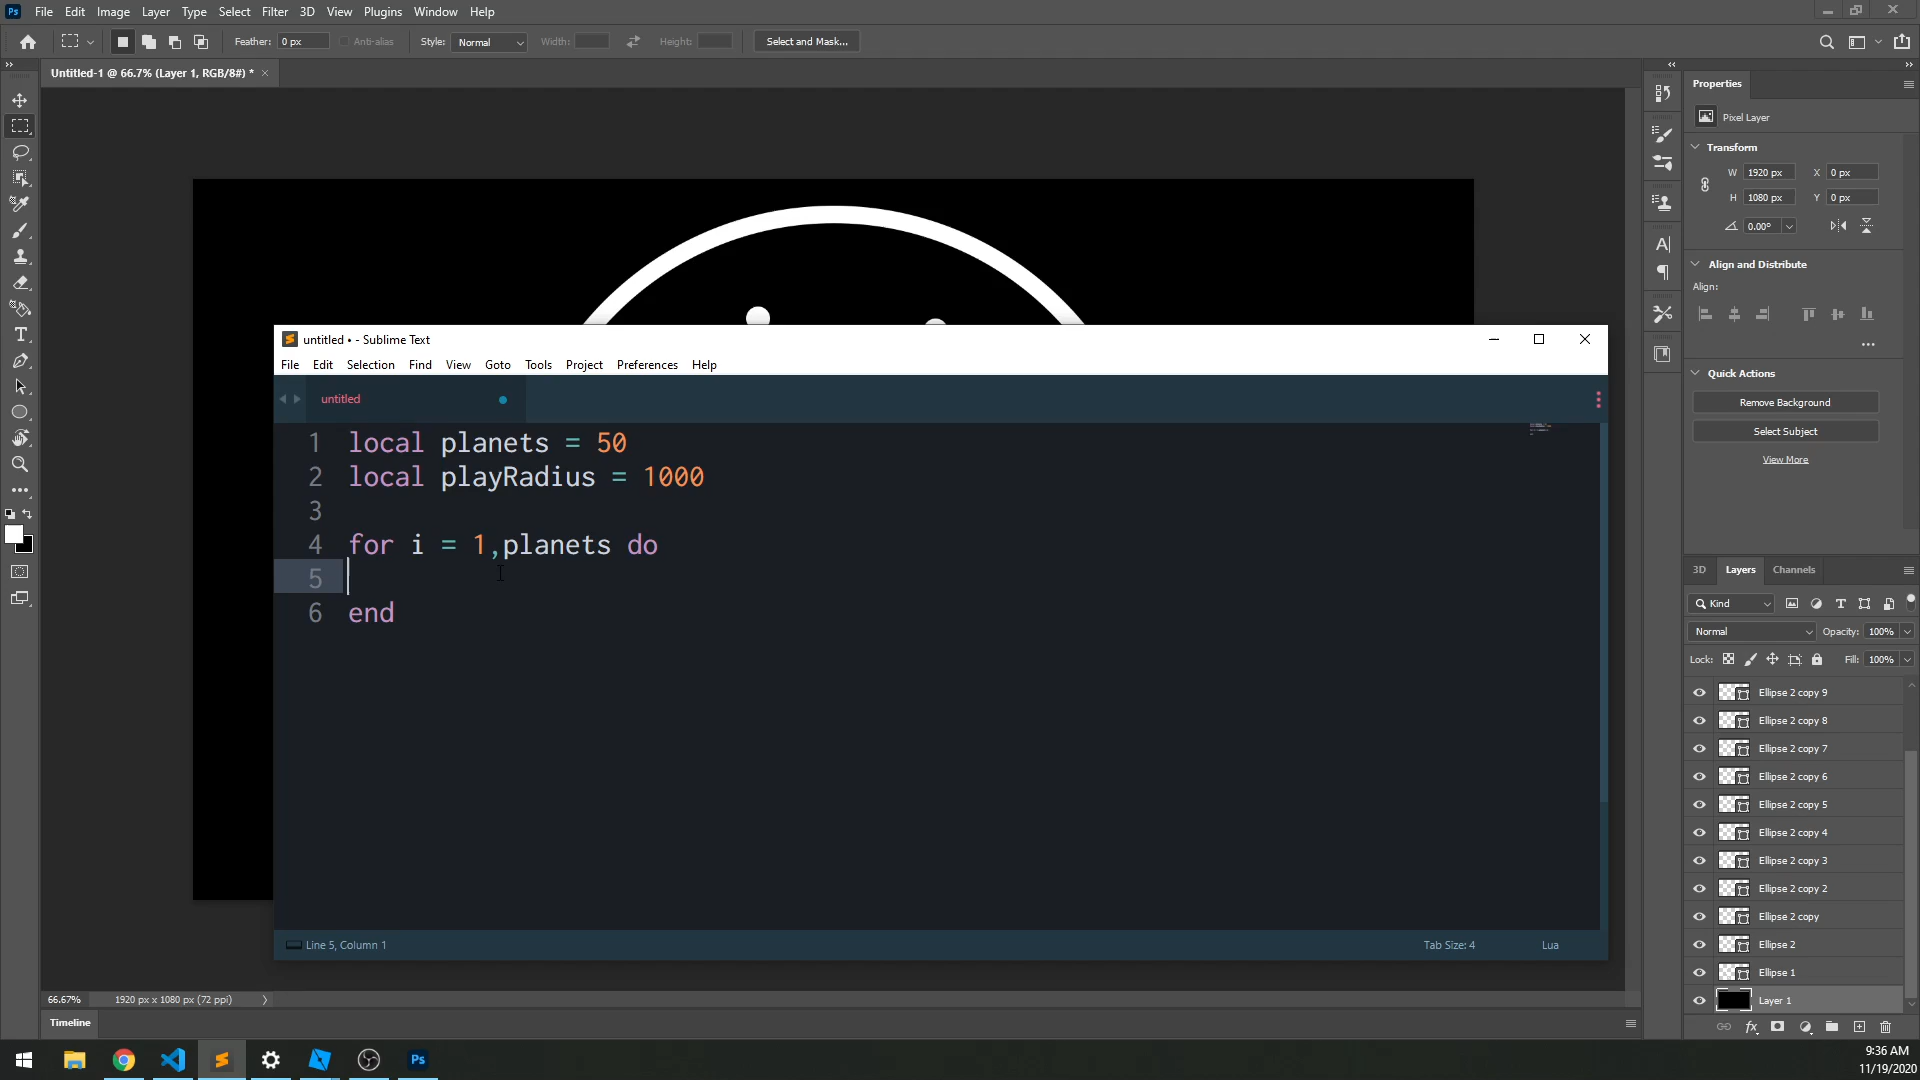 Ps File Edit Image Layer Type Select Filter 3D View Plugins Window Help
Feather: 0 px Anti-alias Style: Normal Width: Height: Select and Mask...
Untitled-1 @ 66.7% (Layer 1, RGB/8#) * ×
Properties
Pixel Layer
Transform
W 1920 px X 0 px
H 1080 px Y 0 px
0.00°
Align and Distribute
Align:
Quick Actions
Remove Background
Select Subject
View More
untitled • - Sublime Text
File Edit Selection Find View Goto Tools Project Preferences Help
untitled
1 local planets = 50
2 local playRadius = 1000
3
4 for i = 1,planets do
5
6 end
Line 5, Column 1 Tab Size: 4 Lua
3D Layers Channels
Kind
Normal Opacity: 100%
Lock: Fill: 100%
Ellipse 2 copy 9
Ellipse 2 copy 8
Ellipse 2 copy 7
Ellipse 2 copy 6
Ellipse 2 copy 5
Ellipse 2 copy 4
Ellipse 2 copy 3
Ellipse 2 copy 2
Ellipse 2 copy
Ellipse 2
Ellipse 1
Layer 1
fx
66.67% 1920 px x 1080 px (72 ppi)
Timeline
Ps
9:36 AM
11/19/2020